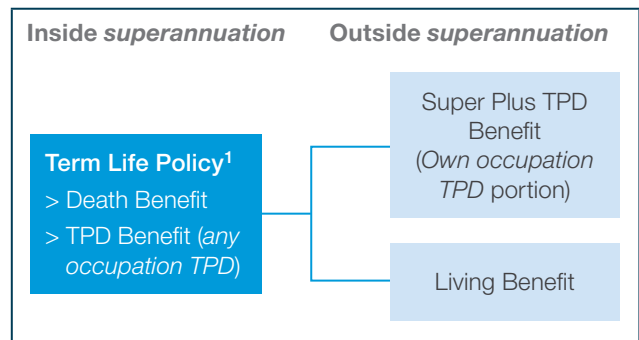 Inside superannuation
Outside superannuation
Term Life Policy1
> Death Benefit
> TPD Benefit (any
occupation TPD)
Super Plus TPD
Benefit
(Own occupation
TPD portion)
Living Benefit